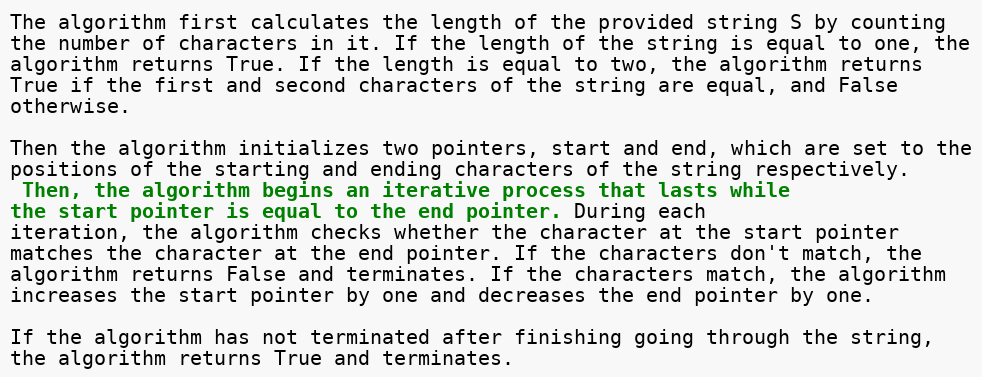 The algorithm first calculates the length of the provided string S by counting
the number of characters in it. If the length of the string is equal to one, the
algorithm returns True. If the length is equal to two, the algorithm returns
True if the first and second characters of the string are equal, and False
otherwise.
Then the algorithm initializes two pointers, start and end, which are set to the
positions of the starting and ending characters of the string respectively.
Then, the algorithm begins an iterative process that lasts while
the start pointer is equal to the end pointer. During each
iteration, the algorithm checks whether the character at the start pointer
matches the character at the end pointer. If the characters don't match, the
algorithm returns False and terminates. If the characters match, the algorithm
increases the start pointer by one and decreases the end pointer by one.
If the algorithm has not terminated after finishing going through the string,
the algorithm returns True and terminates.